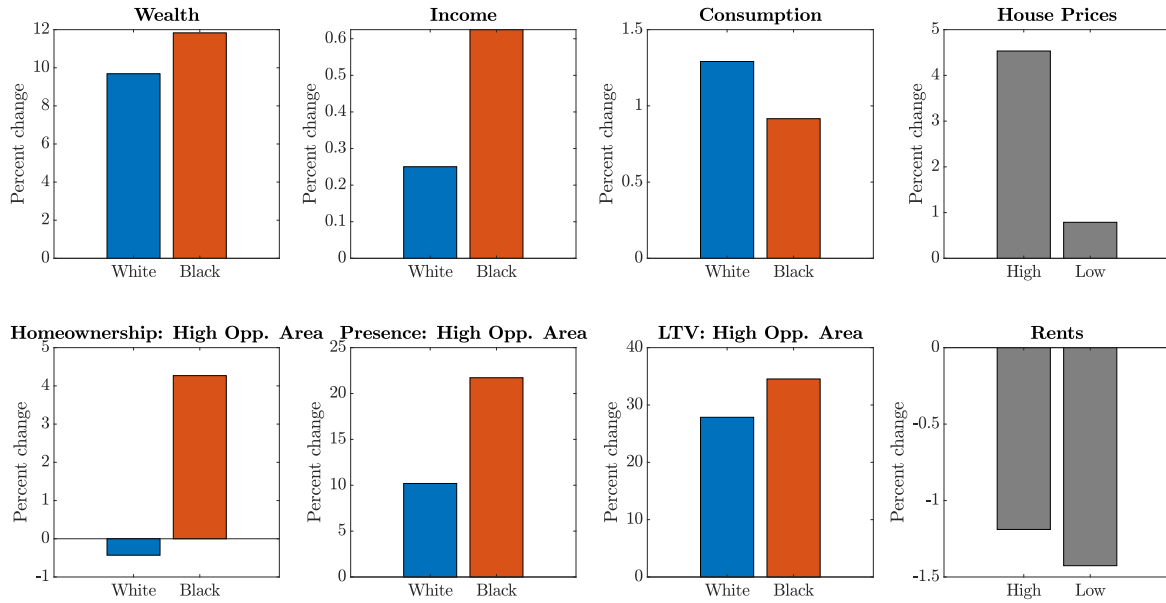 Wealth
Percent change
12
10
8
6
4
2
0
White Black
Income
Percent change
0.6
0.5
0.4
0.3
0.2
0.1
0
White Black
Consumption
Percent change
1.5
1
0.5
0
White Black
House Prices
Percent change
5
4
3
2
1
0
High Low
Homeownership: High Opp. Area
Percent change
5
4
3
2
1
0
-1
White Black
Presence: High Opp. Area
Percent change
25
20
15
10
5
0
White Black
LTV: High Opp. Area
Percent change
40
30
20
10
0
White Black
Rents
Percent change
0
-0.5
-1
-1.5
High Low